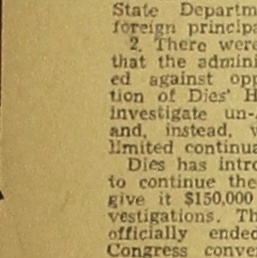 State Departm
foreign principa
2. There were
that the admini
ed against opp
tion of Dies' H
investigate un-
and, instead, v
limited continua
Dies has intro
to continue the
give it $150,000
vestigations. Th
officially ended
Congress conve